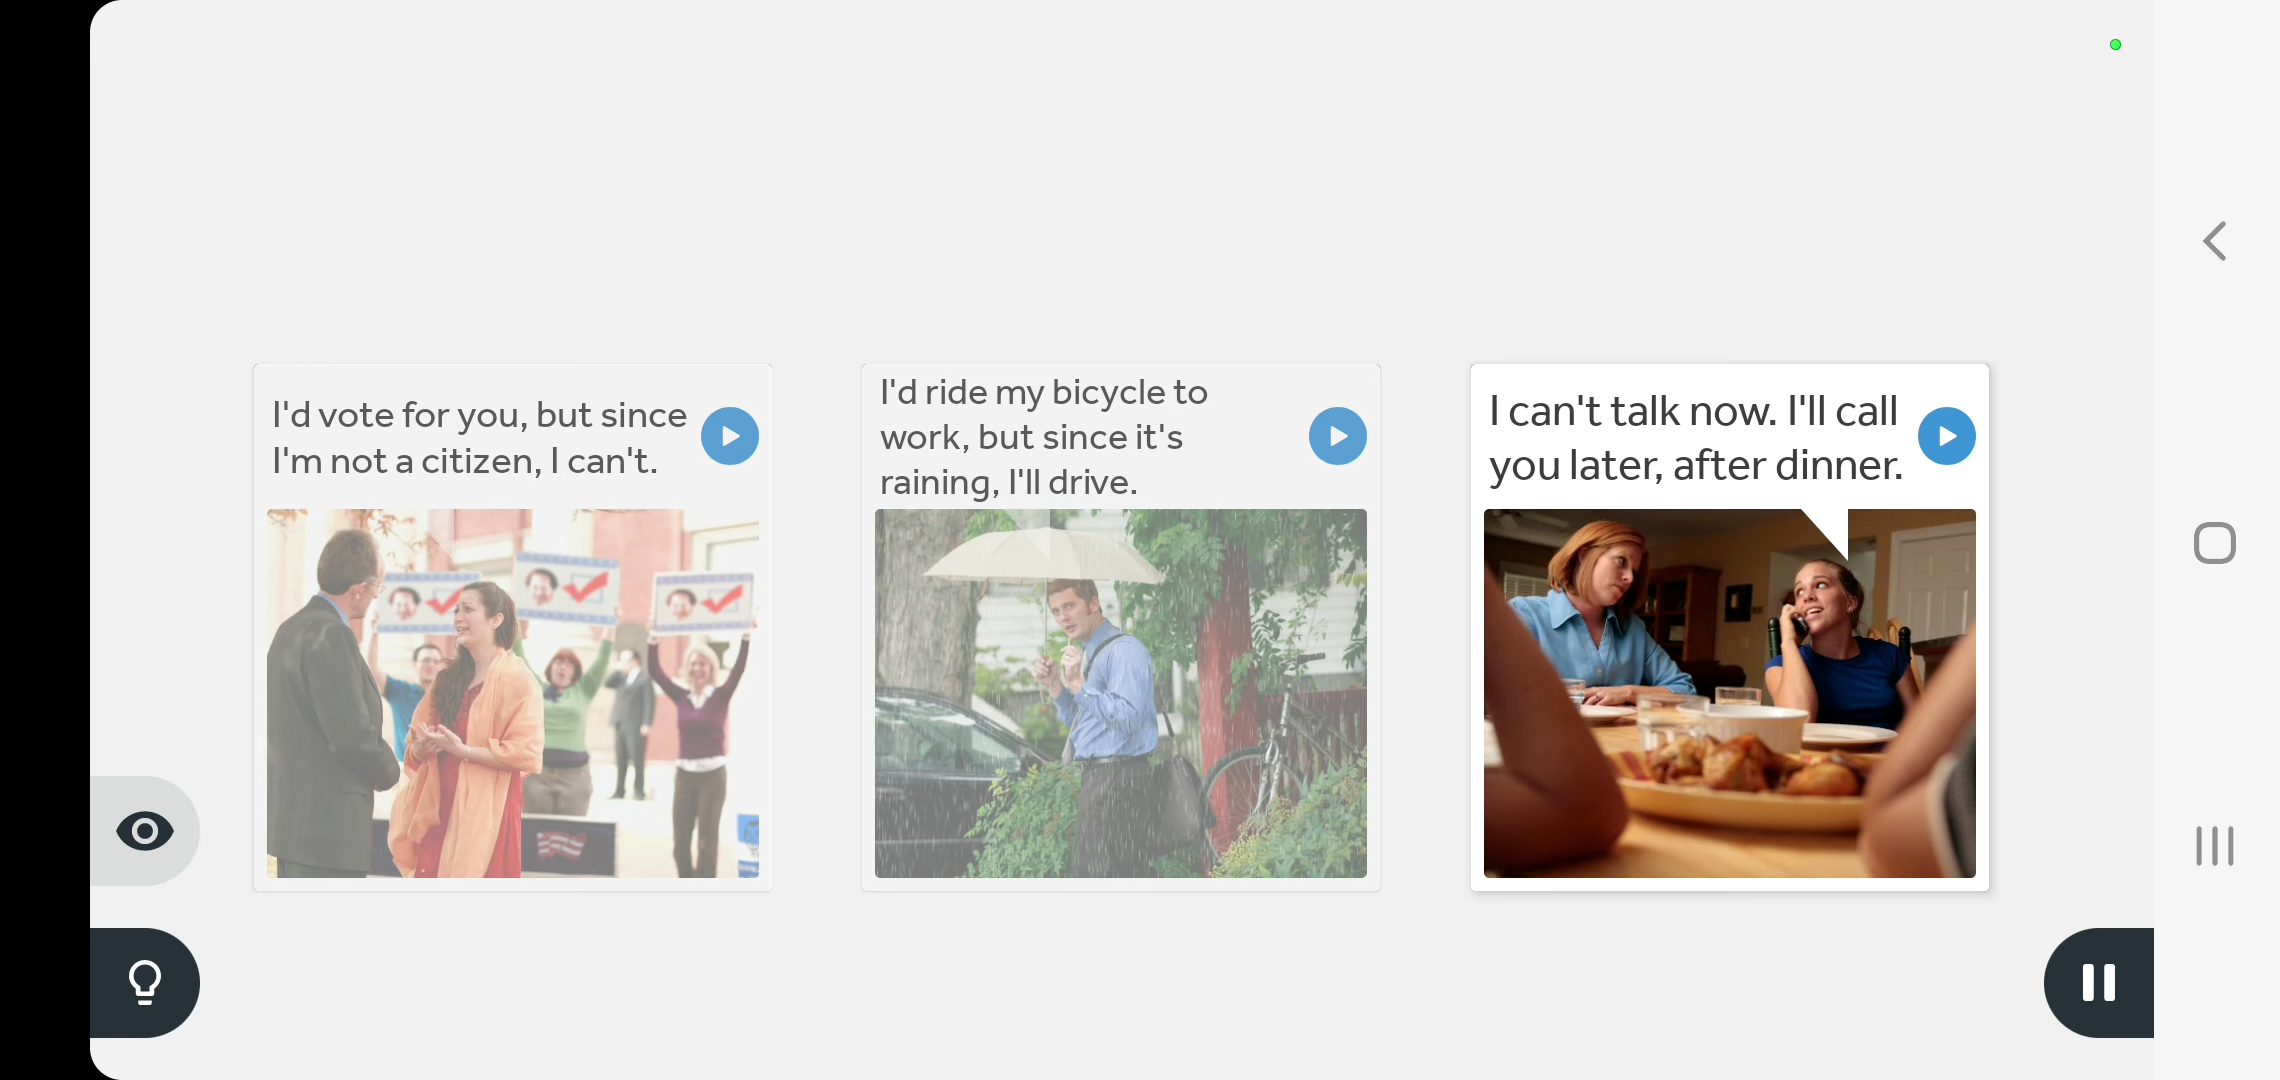 I'd vote for you, but since
I'm not a citizen, I can't.
I'd ride my bicycle to
work, but since it's
raining, I'll drive.
I can't talk now. I'll call
you later, after dinner.